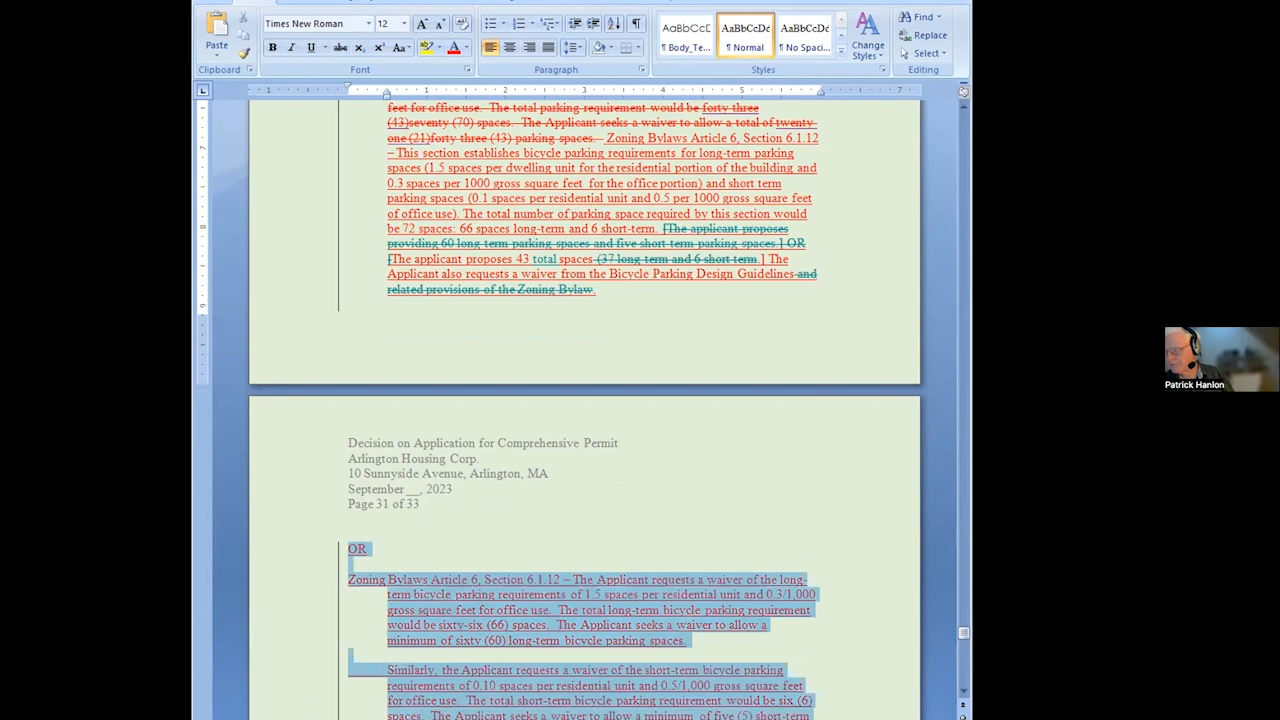 Times New Roman 12
Paste
Clipboard
Font
Paragraph
AaBbCcE
¶ Body_Te...
AaBbCcDc
¶ Normal
AaBbCcDc
¶ No Spaci...
Change
Styles
Styles
Find
Replace
Select
Editing
feet for office use. The total parking requirement would be forty three
(43)seventy (70) spaces. The Applicant seeks a waiver to allow a total of twenty-
one (21)forty three (43) parking spaces. Zoning Bylaws Article 6, Section 6.1.12
– This section establishes bicycle parking requirements for long-term parking
spaces (1.5 spaces per dwelling unit for the residential portion of the building and
0.3 spaces per 1000 gross square feet for the office portion) and short term
parking spaces (0.1 spaces per residential unit and 0.5 per 1000 gross square feet
of office use). The total number of parking space required by this section would
be 72 spaces: 66 spaces long-term and 6 short-term. [The applicant proposes
providing 60 long term parking spaces and five short term parking spaces.] OR
[The applicant proposes 43 total spaces (37 long term and 6 short term.] The
Applicant also requests a waiver from the Bicycle Parking Design Guidelines and
related provisions of the Zoning Bylaw.
Decision on Application for Comprehensive Permit
Arlington Housing Corp.
10 Sunnyside Avenue, Arlington, MA
September __, 2023
Page 31 of 33
OR
Zoning Bylaws Article 6, Section 6.1.12 – The Applicant requests a waiver of the long-
term bicycle parking requirements of 1.5 spaces per residential unit and 0.3/1,000
gross square feet for office use. The total long-term bicycle parking requirement
would be sixty-six (66) spaces. The Applicant seeks a waiver to allow a
minimum of sixty (60) long-term bicycle parking spaces.
Similarly, the Applicant requests a waiver of the short-term bicycle parking
requirements of 0.10 spaces per residential unit and 0.5/1,000 gross square feet
for office use. The total short-term bicycle parking requirement would be six (6)
spaces. The Applicant seeks a waiver to allow a minimum of five (5) short-term
Patrick Hanlon